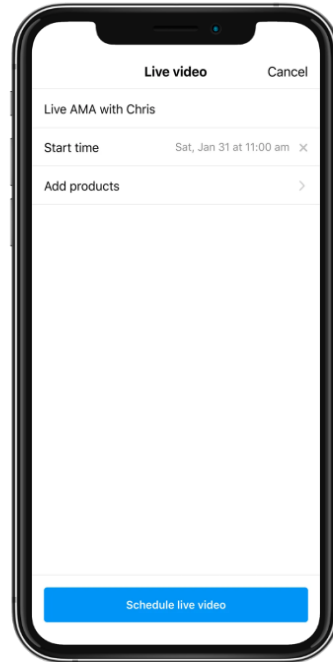 Live video Cancel
Live AMA with Chris
Start time Sat, Jan 31 at 11:00 am ×
Add products
Schedule live video